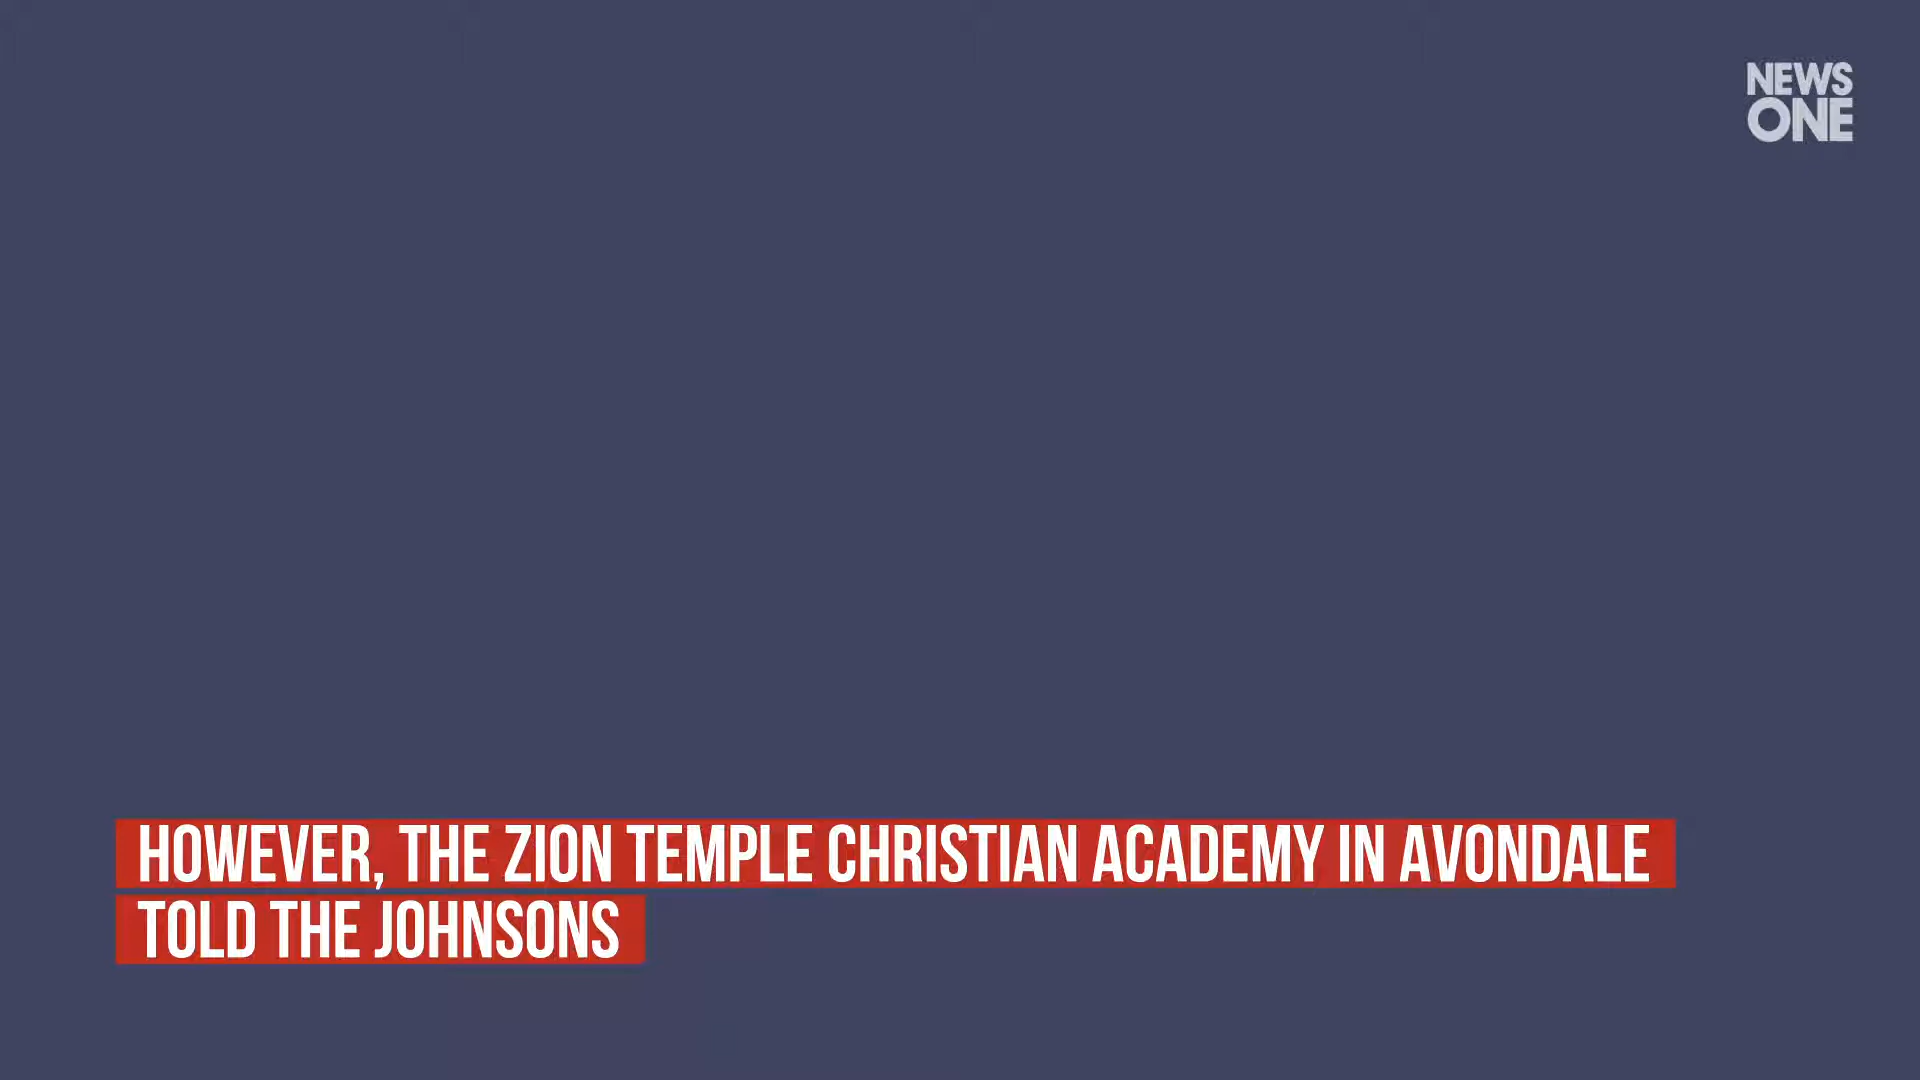 NEWS
ONE
HOWEVER, THE ZION TEMPLE CHRISTIAN ACADEMY IN AVONDALE
TOLD THE JOHNSONS